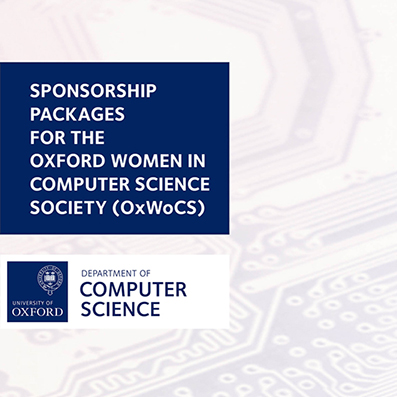 SPONSORSHIP
PACKAGES
FOR THE
OXFORD WOMEN IN
COMPUTER SCIENCE
SOCIETY (OxWoCS)
UNIVERSITY OF
OXFORD
DEPARTMENT OF
COMPUTER
SCIENCE